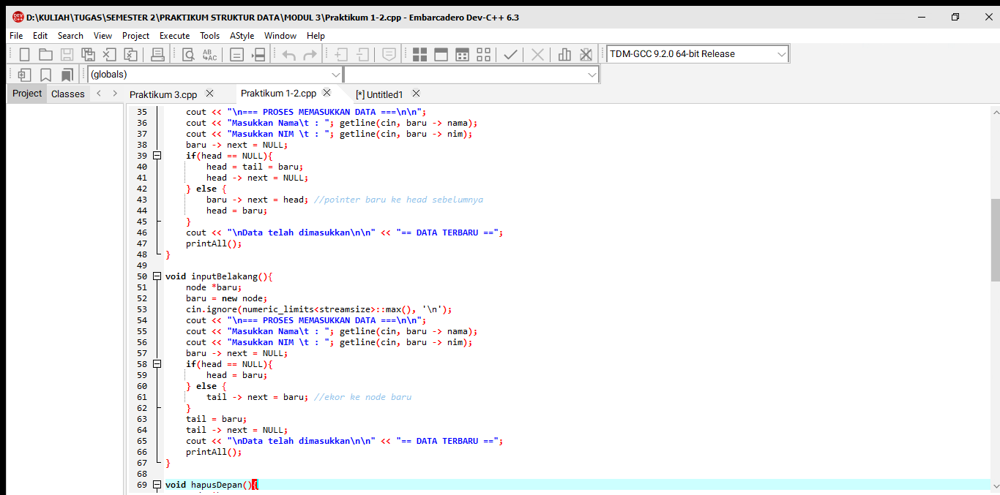 D:\KULIAH\TUGAS\SEMESTER 2\PRAKTIKUM STRUKTUR DATA\MODUL 3\Praktikum 1-2.cpp - Embarcadero Dev-C++ 6.3
File Edit Search View Project Execute Tools AStyle Window Help
TDM-GCC 9.2.0 64-bit Release
(globals)
Project Classes Praktikum 3.cpp Praktikum 1-2.cpp [*] Untitled1
35 cout << "\n=== PROSES MEMASUKKAN DATA ===\n\n";
36 cout << "Masukkan Nama\t : "; getline(cin, baru -> nama);
37 cout << "Masukkan NIM \t : "; getline(cin, baru -> nim);
38 baru -> next = NULL;
39 if(head == NULL){
40 head = tail = baru;
41 head -> next = NULL;
42 } else {
43 baru -> next = head; //pointer baru ke head sebelumnya
44 head = baru;
45 }
46 cout << "\nData telah dimasukkan\n\n" << "== DATA TERBARU ==";
47 printAll();
48 }
49
50 void inputBelakang(){
51 node *baru;
52 baru = new node;
53 cin.ignore(numeric_limits<streamsize>::max(), '\n');
54 cout << "\n=== PROSES MEMASUKKAN DATA ===\n\n";
55 cout << "Masukkan Nama\t : "; getline(cin, baru -> nama);
56 cout << "Masukkan NIM \t : "; getline(cin, baru -> nim);
57 baru -> next = NULL;
58 if(head == NULL){
59 head = baru;
60 } else {
61 tail -> next = baru; //ekor ke node baru
62 }
63 tail = baru;
64 tail -> next = NULL;
65 cout << "\nData telah dimasukkan\n\n" << "== DATA TERBARU ==";
66 printAll();
67 }
68
69 void hapusDepan(){